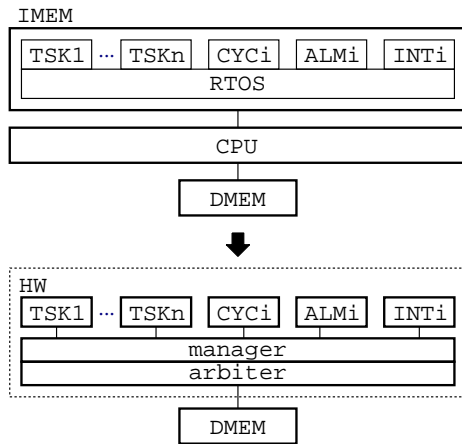 IMEM
TSK1 ... TSKn CYCi ALMi INTi
RTOS
CPU
DMEM
HW
TSK1 ... TSKn CYCi ALMi INTi
manager
arbiter
DMEM